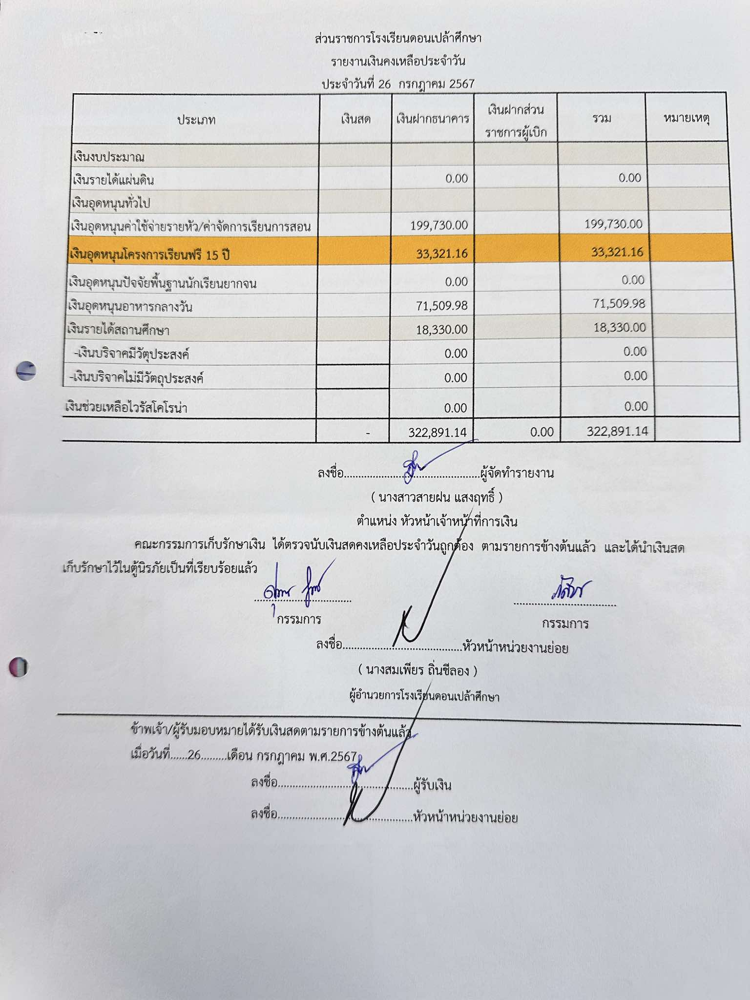 ส่วนราชการโรงเรียนดอนเปล้าศึกษา
รายงานเงินคงเหลือประจำวัน
ประจำวันที่ 26 กรกฎาคม 2567
ประเภท เงินสด เงินฝากธนาคาร เงินฝากส่วนราชการผู้เบิก รวม หมายเหตุ
เงินงบประมาณ
เงินรายได้แผ่นดิน 0.00 0.00
เงินอุดหนุนทั่วไป
เงินอุดหนุนค่าใช้จ่ายรายหัว/ค่าจัดการเรียนการสอน 199,730.00 199,730.00
เงินอุดหนุนโครงการเรียนฟรี 15 ปี 33,321.16 33,321.16
เงินอุดหนุนปัจจัยพื้นฐานนักเรียนยากจน 0.00 0.00
เงินอุดหนุนอาหารกลางวัน 71,509.98 71,509.98
เงินรายได้สถานศึกษา 18,330.00 18,330.00
-เงินบริจาคมีวัตุประสงค์ 0.00 0.00
-เงินบริจาคไม่มีวัตถุประสงค์ 0.00 0.00
เงินช่วยเหลือไวรัสโคโรน่า 0.00 0.00
- 322,891.14 0.00 322,891.14
ลงชื่อ................................................ผู้จัดทำรายงาน
( นางสาวสายฝน แสงฤทธิ์ )
ตำแหน่ง หัวหน้าเจ้าหน้าที่การเงิน
คณะกรรมการเก็บรักษาเงิน ได้ตรวจนับเงินสดคงเหลือประจำวันถูกต้อง ตามรายการข้างต้นแล้ว และได้นำเงินสด
เก็บรักษาไว้ในตู้นิรภัยเป็นที่เรียบร้อยแล้ว
กรรมการ กรรมการ
ลงชื่อ..........................................หัวหน้าหน่วยงานย่อย
( นางสมเพียร ถิ่นชีลอง )
ผู้อำนวยการโรงเรียนดอนเปล้าศึกษา
ข้าพเจ้า/ผู้รับมอบหมายได้รับเงินสดตามรายการข้างต้นแล้ว
เมื่อวันที่......26.........เดือน กรกฎาคม พ.ศ.2567
ลงชื่อ...............................................ผู้รับเงิน
ลงชื่อ...............................................หัวหน้าหน่วยงานย่อย